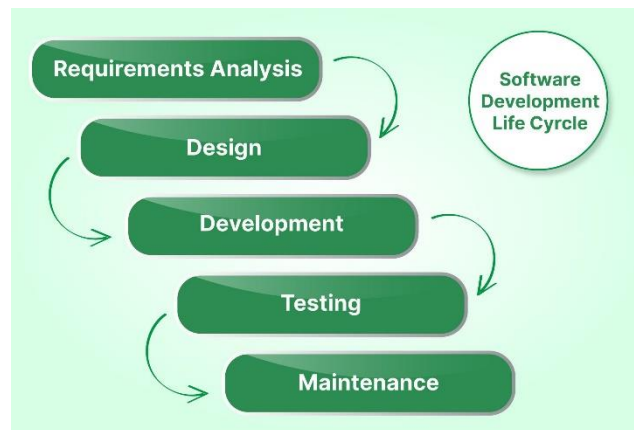 Requirements Analysis
Software
Development
Life Cyrcle
Design
Development
Testing
Maintenance